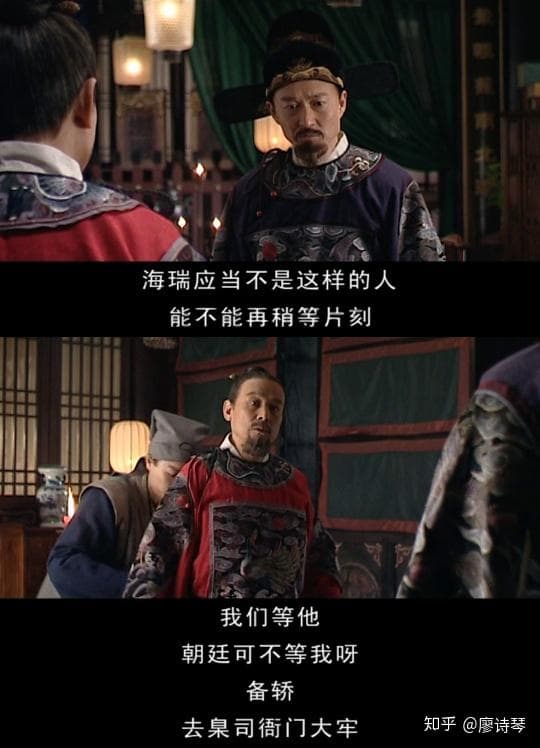 海瑞应当不是这样的人
能不能再稍等片刻
我们等他
朝廷可不等我呀
备轿
去臬司衙门大牢
知乎 @廖诗琴